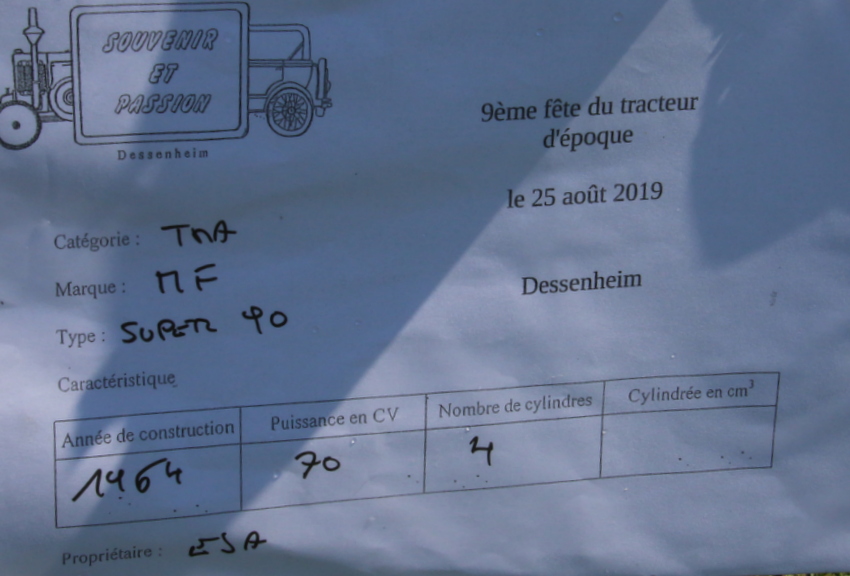 SOUVENIR
ET
PASSION
Dessenheim
9ème fête du tracteur
d'époque
le 25 août 2019
Dessenheim
Catégorie : TMA
Marque : MF
Type : SUPER 90
Caractéristique
Année de construction Puissance en CV Nombre de cylindres Cylindrée en cm³
1964 70 4
Propriétaire : ESA